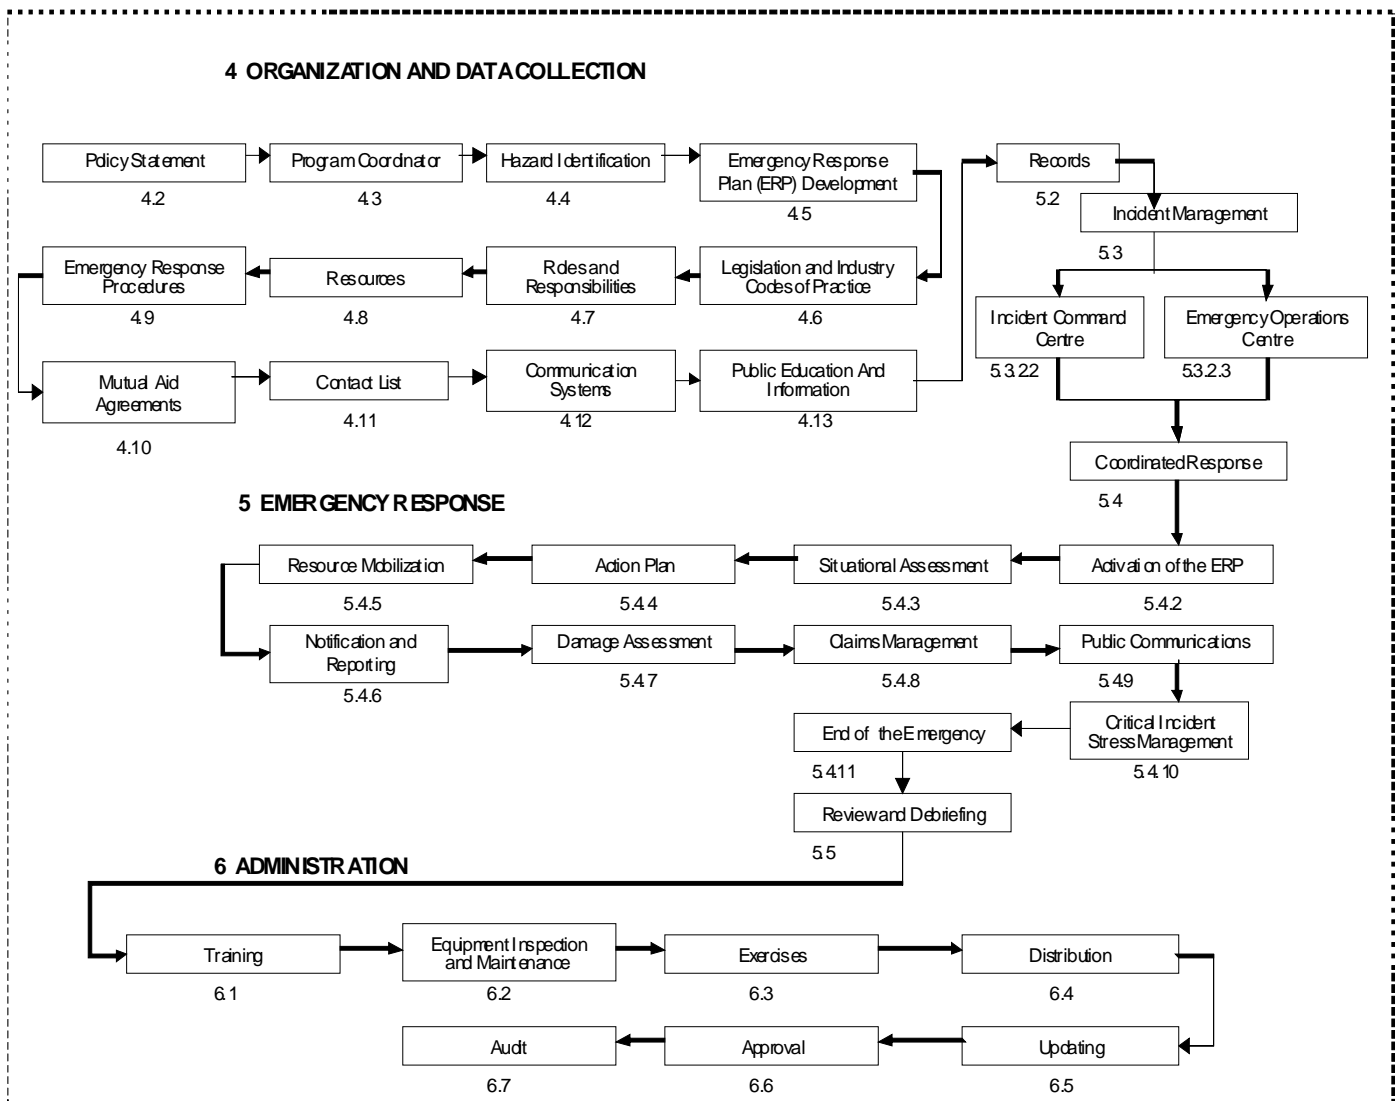 4 ORGANIZATION AND DATA COLLECTION
Policy Statement
4.2
Program Coordinator
4.3
Hazard Identification
4.4
Emergency Response
Plan (ERP) Development
4.5
Records
5.2
Incident Management
5.3
Emergency Response
Procedures
4.9
Resources
4.8
Roles and
Responsibilities
4.7
Legislation and Industry
Codes of Practice
4.6
Incident Command
Centre
5.3.2.2
Emergency Operations
Centre
5.3.2.3
Mutual Aid
Agreements
4.10
Contact List
4.11
Communication
Systems
4.12
Public Education And
Information
4.13
Coordinated Response
5.4
5 EMERGENCY RESPONSE
Resource Mobilization
5.4.5
Action Plan
5.4.4
Situational Assessment
5.4.3
Activation of the ERP
5.4.2
Notification and
Reporting
5.4.6
Damage Assessment
5.4.7
Claims Management
5.4.8
Public Communications
5.4.9
End of the Emergency
5.4.11
Critical Incident
Stress Management
5.4.10
Review and Debriefing
5.5
6 ADMINISTRATION
Training
6.1
Equipment Inspection
and Maintenance
6.2
Exercises
6.3
Distribution
6.4
Audit
6.7
Approval
6.6
Updating
6.5